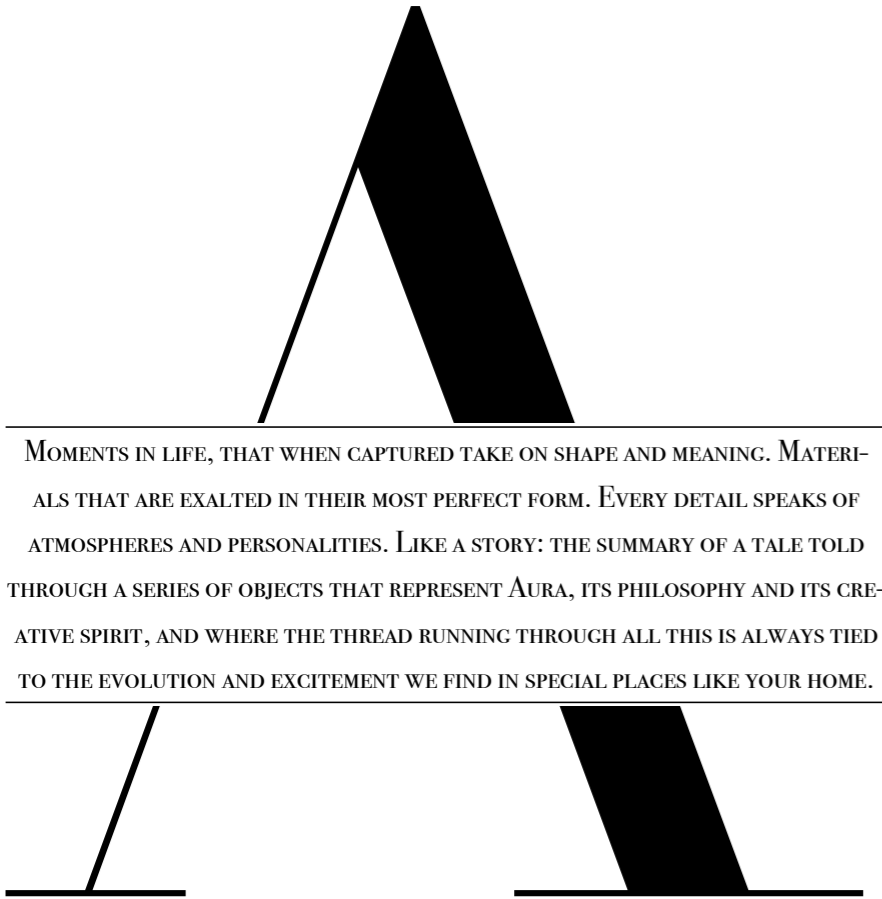 A
Moments in life, that when captured take on shape and meaning. Materi-
als that are exalted in their most perfect form. Every detail speaks of
atmospheres and personalities. Like a story: the summary of a tale told
through a series of objects that represent Aura, its philosophy and its cre-
ative spirit, and where the thread running through all this is always tied
to the evolution and excitement we find in special places like your home.